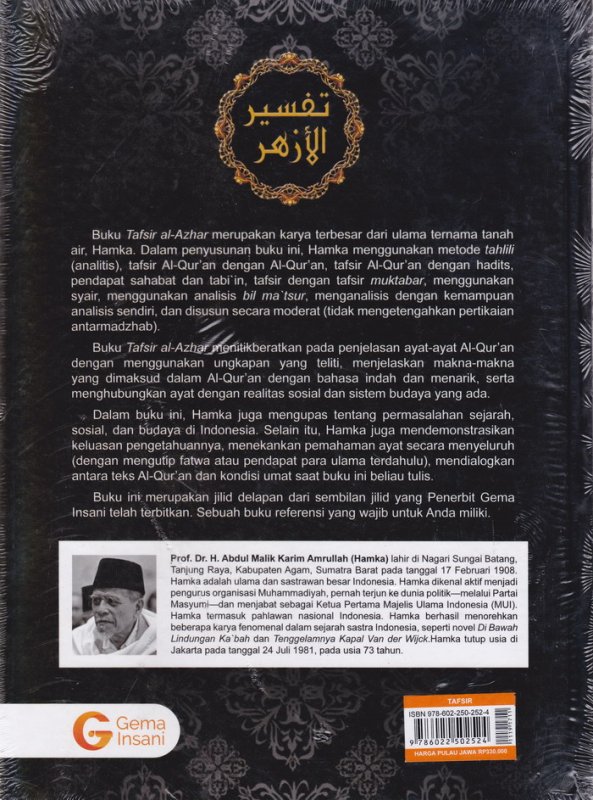 تفسير
الأزهر
Buku Tafsir al-Azhar merupakan karya terbesar dari ulama ternama tanah
air, Hamka. Dalam penyusunan buku ini, Hamka menggunakan metode tahlili
(analitis), tafsir Al-Qur'an dengan Al-Qur'an, tafsir Al-Qur'an dengan hadits,
pendapat sahabat dan tabi`in, tafsir dengan tafsir muktabar, menggunakan
syair, menggunakan analisis bil ma`tsur, menganalisis dengan kemampuan
analisis sendiri, dan disusun secara moderat (tidak mengetengahkan pertikaian
antarmadzhab).
Buku Tafsir al-Azhar menitikberatkan pada penjelasan ayat-ayat Al-Qur'an
dengan menggunakan ungkapan yang teliti, menjelaskan makna-makna
yang dimaksud dalam Al-Qur'an dengan bahasa indah dan menarik, serta
menghubungkan ayat dengan realitas sosial dan sistem budaya yang ada.
Dalam buku ini, Hamka juga mengupas tentang permasalahan sejarah,
sosial, dan budaya di Indonesia. Selain itu, Hamka juga mendemonstrasikan
keluasan pengetahuannya, menekankan pemahaman ayat secara menyeluruh
(dengan mengutip fatwa atau pendapat para ulama terdahulu), mendialogkan
antara teks Al-Qur'an dan kondisi umat saat buku ini beliau tulis.
Buku ini merupakan jilid delapan dari sembilan jilid yang Penerbit Gema
Insani telah terbitkan. Sebuah buku referensi yang wajib untuk Anda miliki.
Prof. Dr. H. Abdul Malik Karim Amrullah (Hamka) lahir di Nagari Sungai Batang,
Tanjung Raya, Kabupaten Agam, Sumatra Barat pada tanggal 17 Februari 1908.
Hamka adalah ulama dan sastrawan besar Indonesia. Hamka dikenal aktif menjadi
pengurus organisasi Muhammadiyah, pernah terjun ke dunia politik—melalui Partai
Masyumi—dan menjabat sebagai Ketua Pertama Majelis Ulama Indonesia (MUI).
Hamka termasuk pahlawan nasional Indonesia. Hamka berhasil menorehkan
beberapa karya fenomenal dalam sejarah sastra Indonesia, seperti novel Di Bawah
Lindungan Ka`bah dan Tenggelamnya Kapal Van der Wijck.Hamka tutup usia di
Jakarta pada tanggal 24 Juli 1981, pada usia 73 tahun.
Gema
Insani
TAFSIR
ISBN 978-602-250-252-4
9 786022 502524
HARGA PULAU JAWA RP330.000